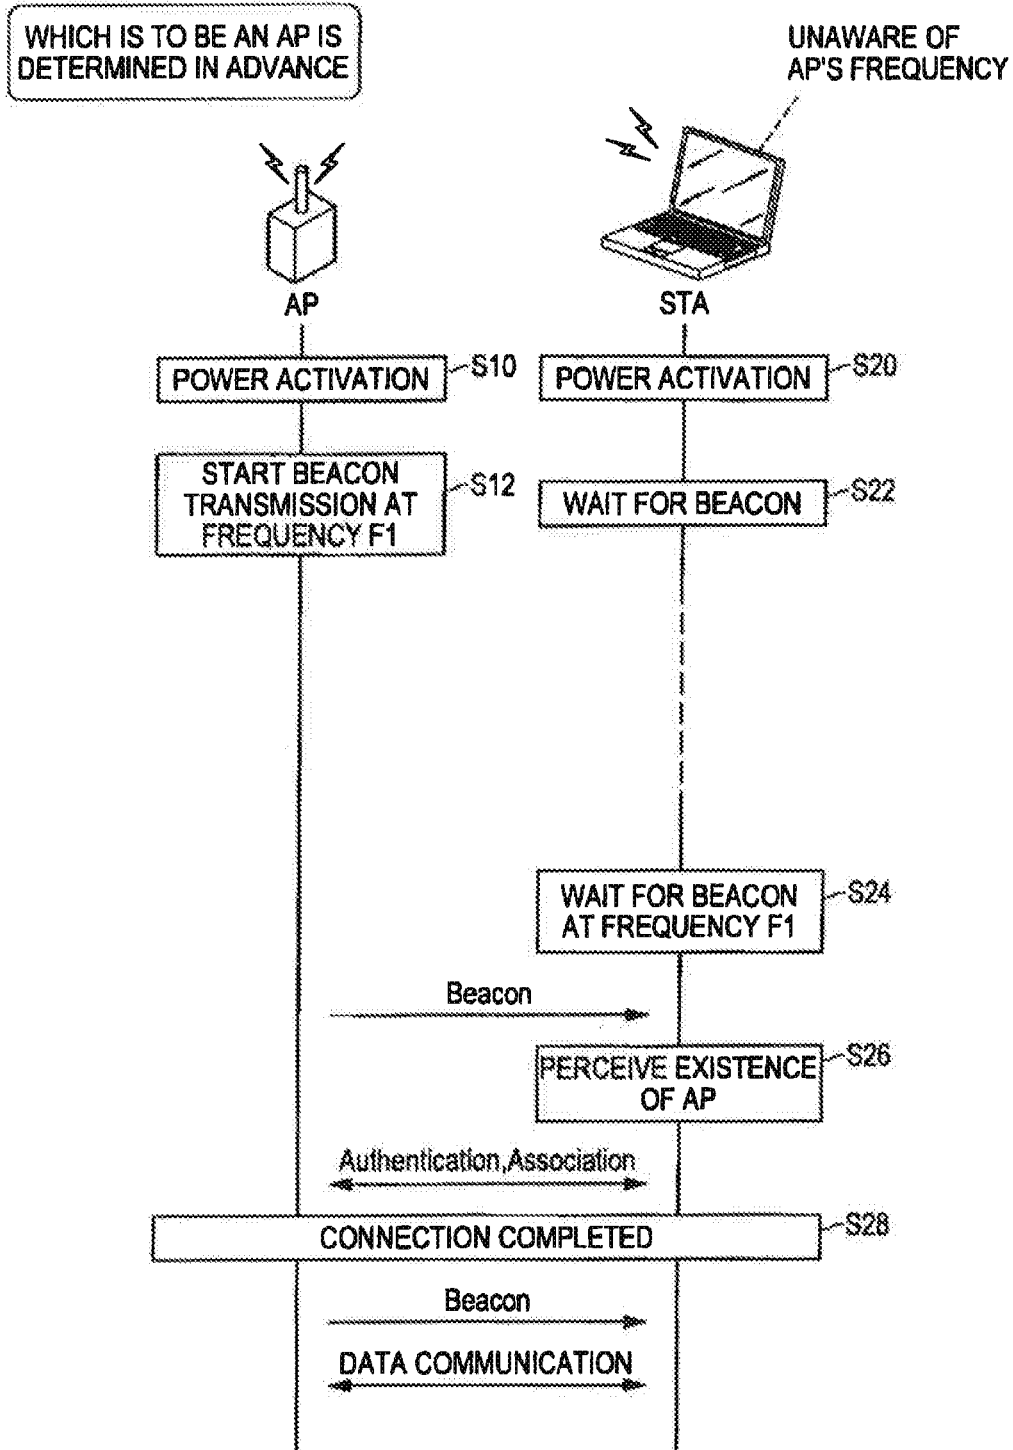 WHICH IS TO BE AN AP IS
DETERMINED IN ADVANCE
UNAWARE OF
AP'S FREQUENCY
AP
STA
POWER ACTIVATION
S10
POWER ACTIVATION
S20
START BEACON
TRANSMISSION AT
FREQUENCY F1
S12
WAIT FOR BEACON
S22
WAIT FOR BEACON
AT FREQUENCY F1
S24
Beacon
PERCEIVE EXISTENCE
OF AP
S26
Authentication,Association
CONNECTION COMPLETED
S28
Beacon
DATA COMMUNICATION